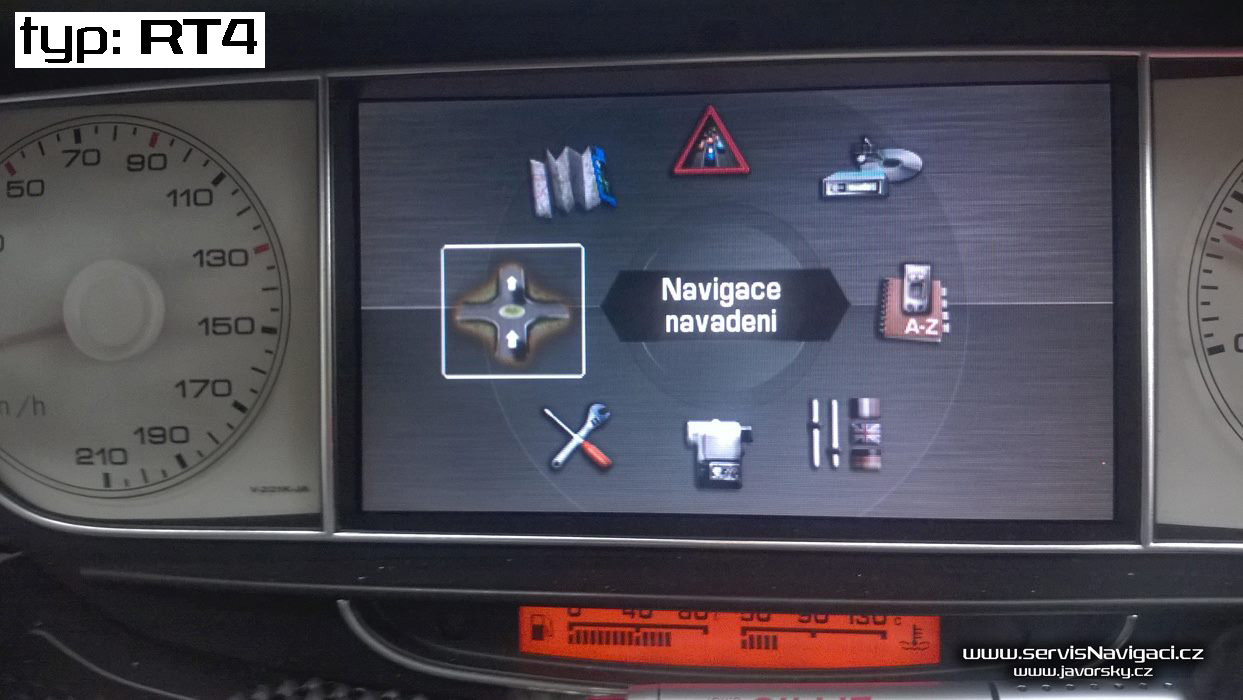 typ: RT4
50
70
90
110
130
150
170
190
210
Navigace
navadeni
A-Z
www.servisNavigaci.cz
www.javorsky.cz